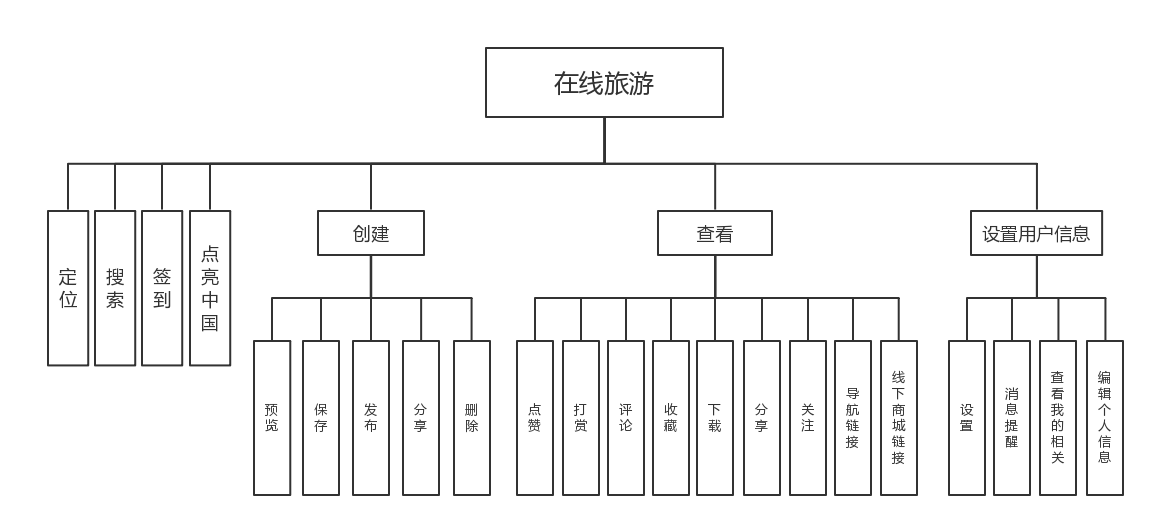 在线旅游
定位
搜索
签到
点亮中国
创建
查看
设置用户信息
预览
保存
发布
分享
删除
点赞
打赏
评论
收藏
下载
分享
关注
导航链接
线下商城链接
设置
消息提醒
查看我的相关
编辑个人信息